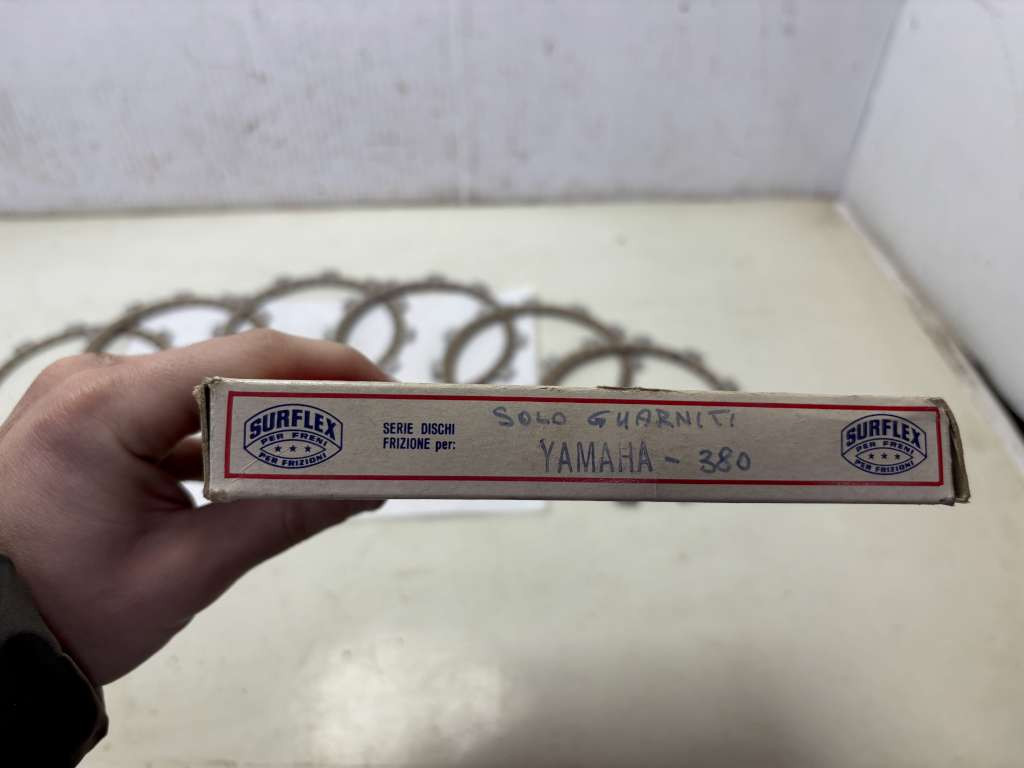 SURFLEX
PER FRENI
PER FRIZIONI
SERIE DISCHI
FRIZIONE per:
SOLO GUARNITI
YAMAHA - 380
SURFLEX
PER FRENI
PER FRIZIONI